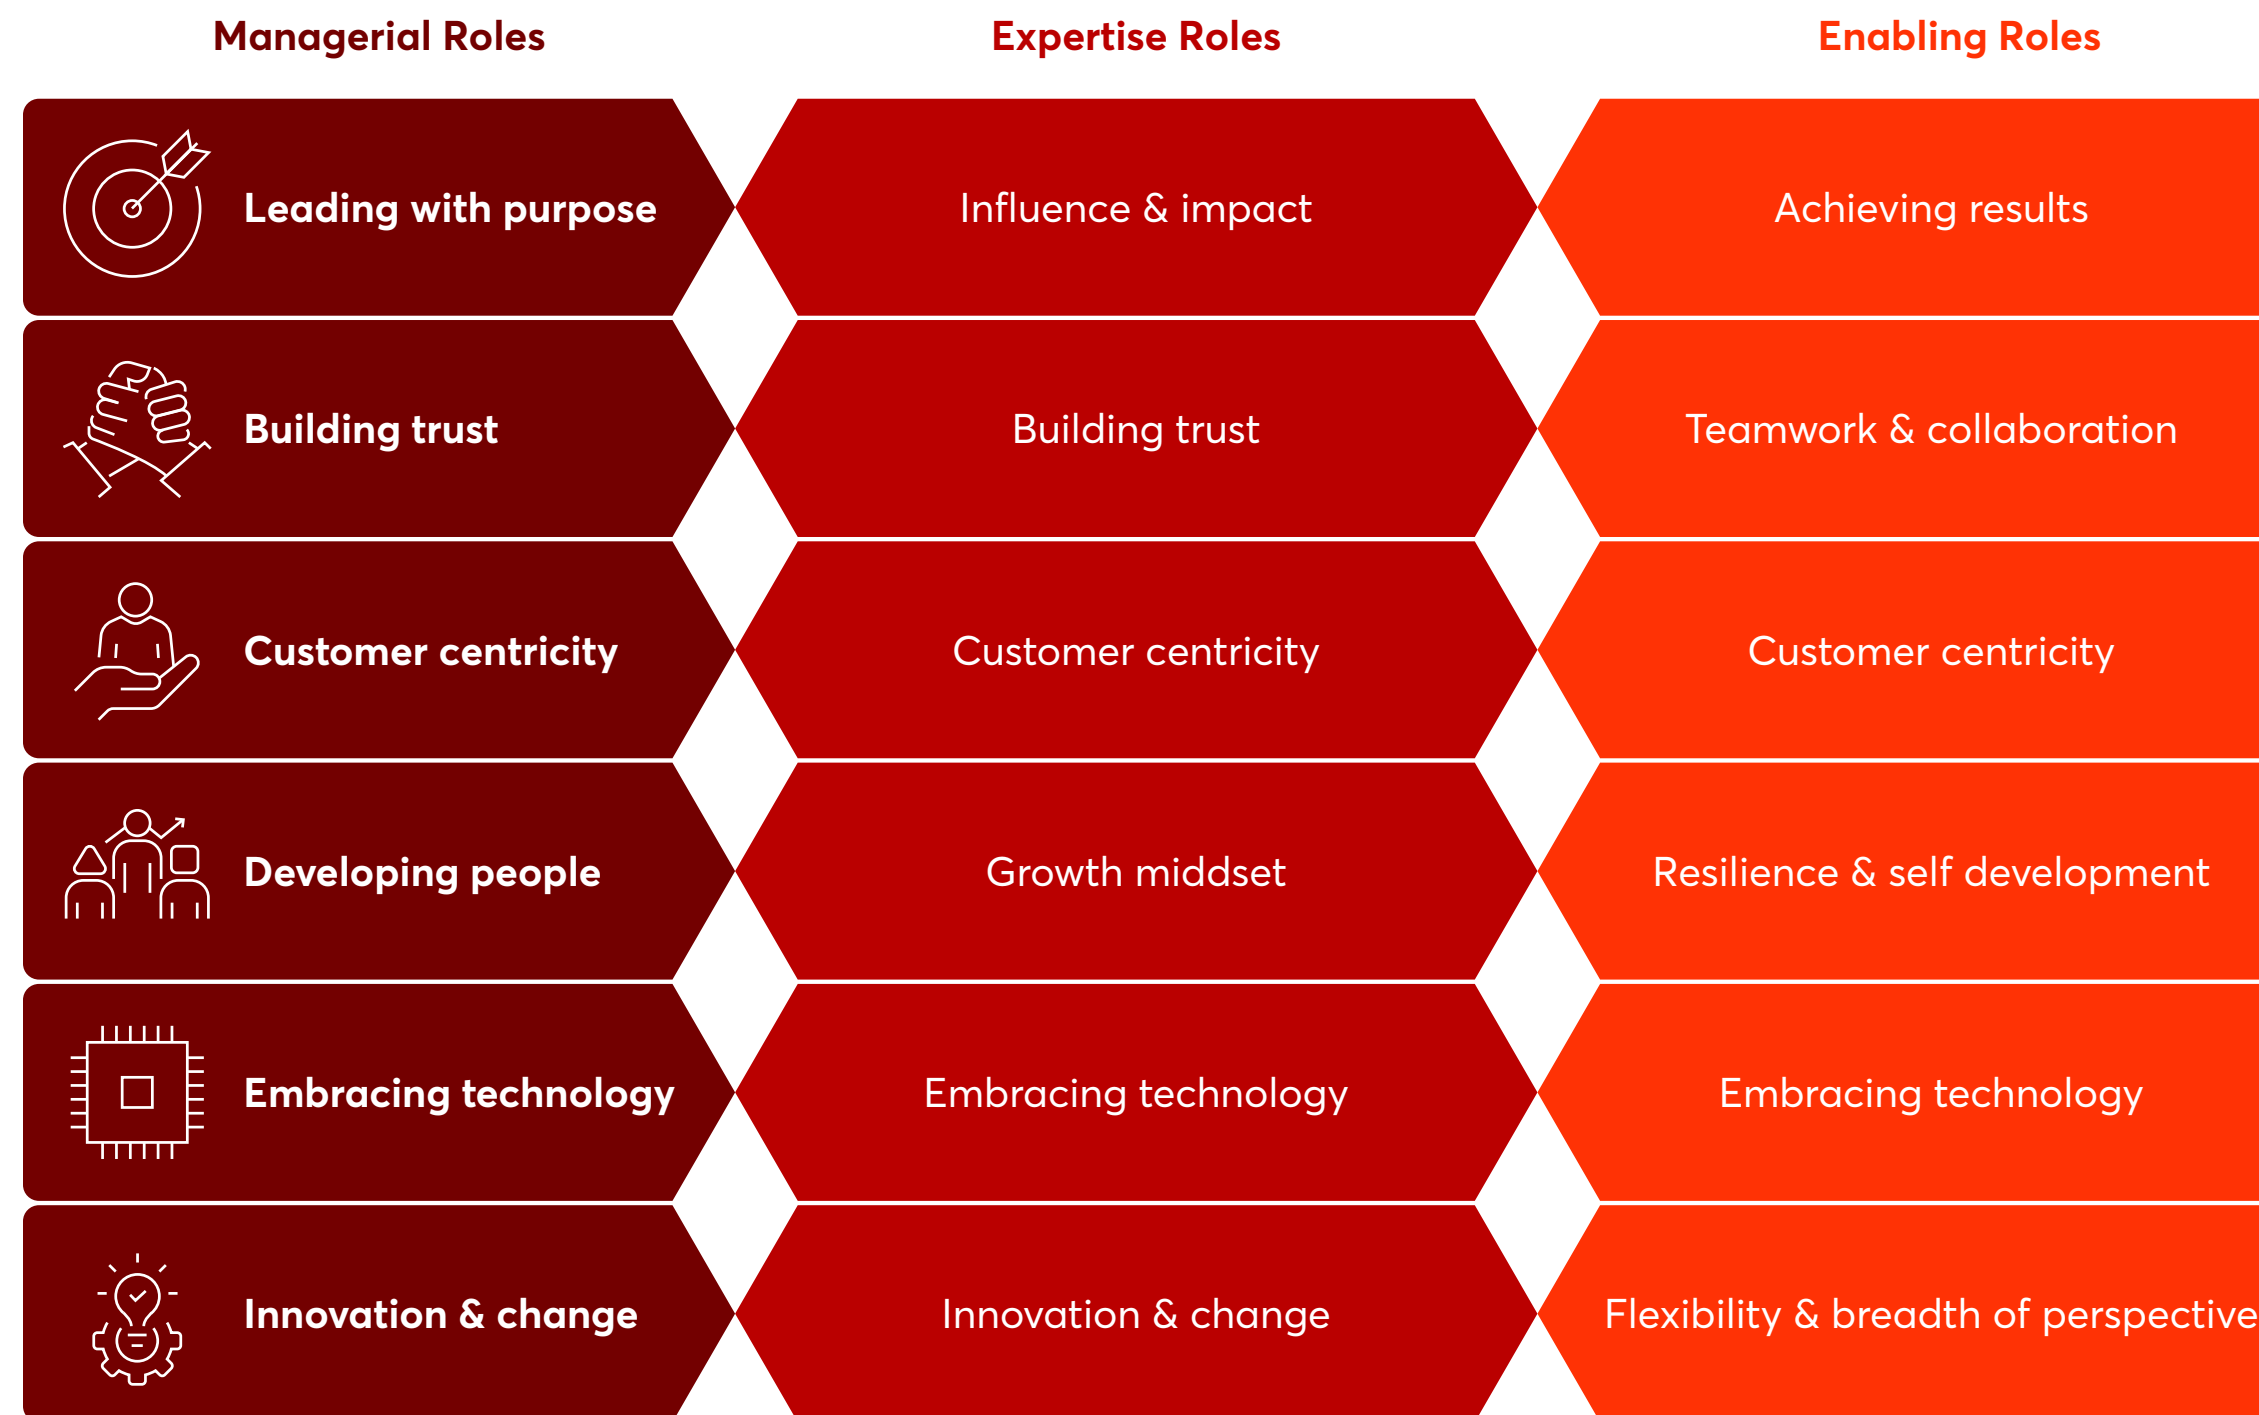 Managerial Roles
Expertise Roles
Enabling Roles
Leading with purpose
Influence & impact
Achieving results
Building trust
Building trust
Teamwork & collaboration
Customer centricity
Customer centricity
Customer centricity
Developing people
Growth middset
Resilience & self development
Embracing technology
Embracing technology
Embracing technology
Innovation & change
Innovation & change
Flexibility & breadth of perspective